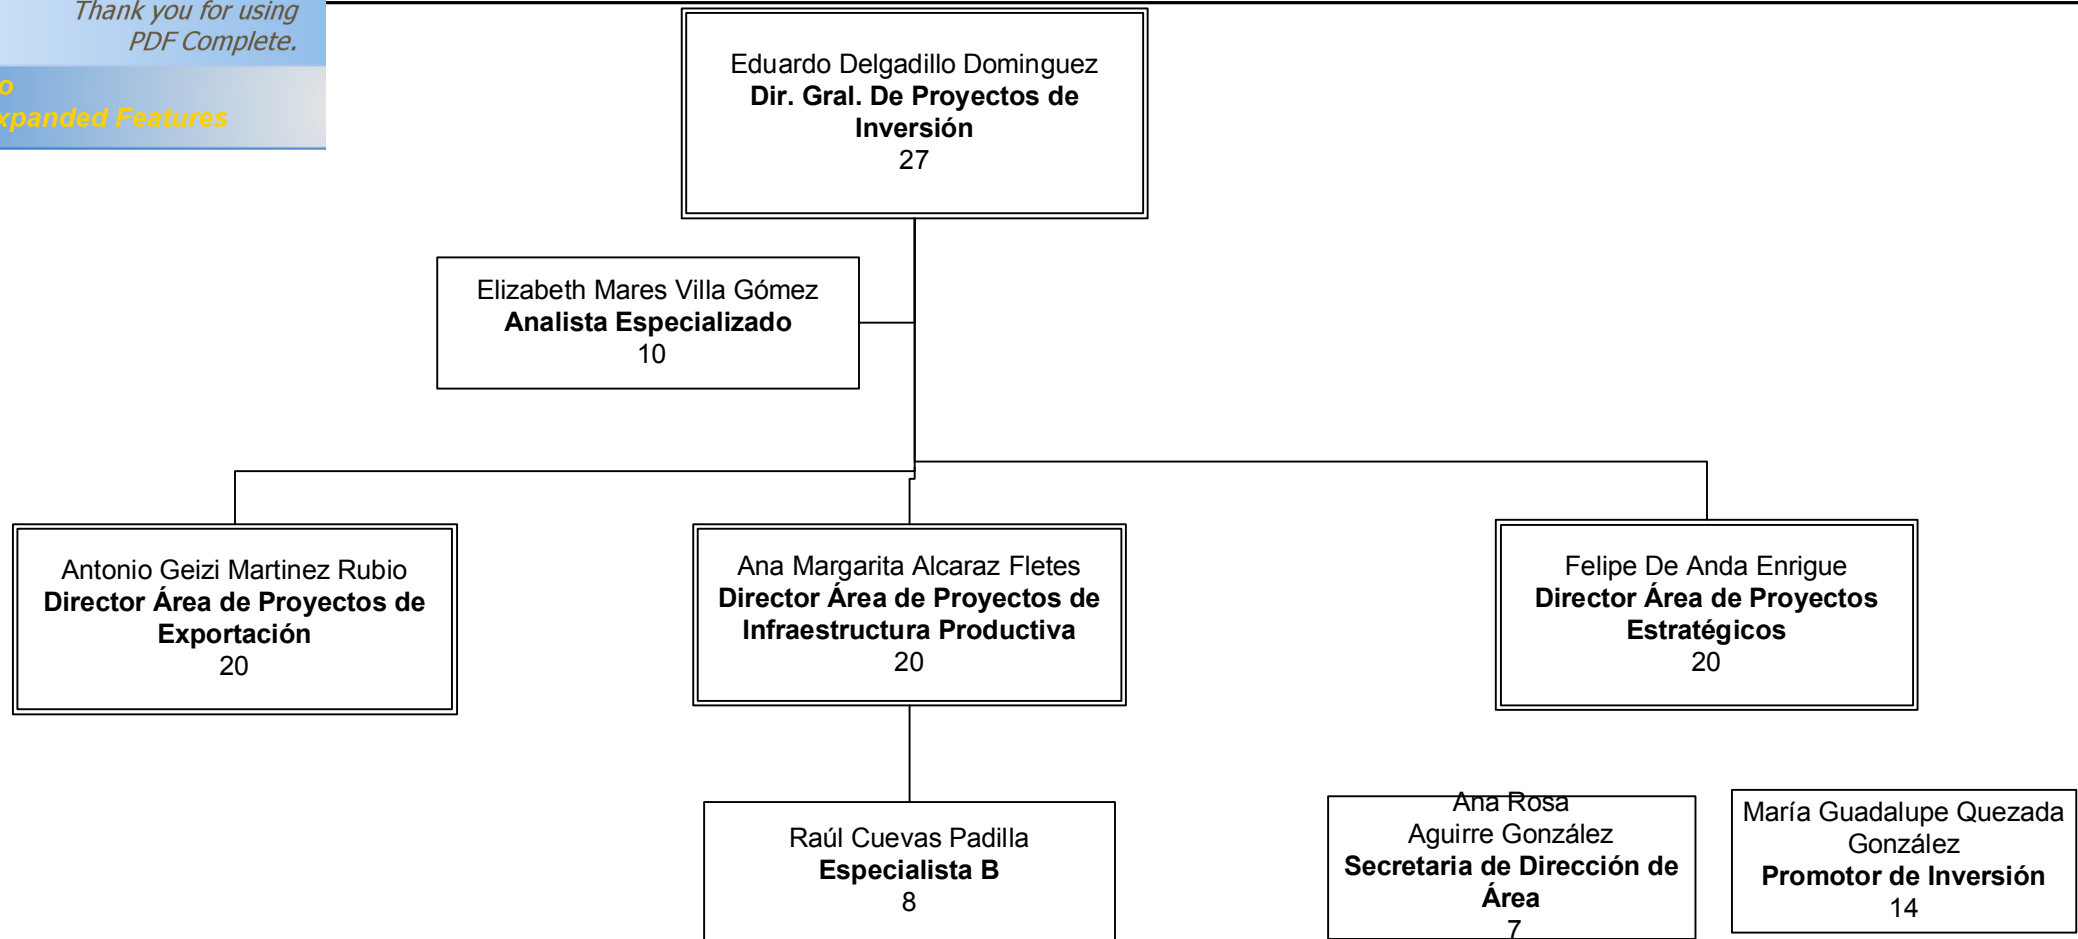 Thank you for using
PDF Complete.
Expanded Features
Eduardo Delgadillo Dominguez
Dir. Gral. De Proyectos de
Inversión
27
Elizabeth Mares Villa Gómez
Analista Especializado
10
Antonio Geizi Martinez Rubio
Director Área de Proyectos de
Exportación
20
Ana Margarita Alcaraz Fletes
Director Área de Proyectos de
Infraestructura Productiva
20
Felipe De Anda Enrigue
Director Área de Proyectos
Estratégicos
20
Raúl Cuevas Padilla
Especialista B
8
Ana Rosa
Aguirre González
Secretaria de Dirección de
Área
7
María Guadalupe Quezada
González
Promotor de Inversión
14